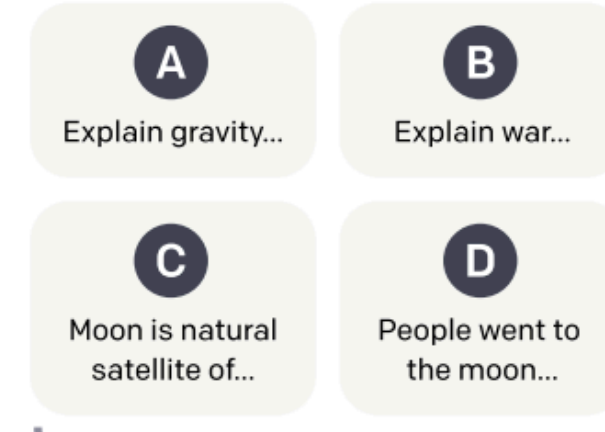 A
Explain gravity...
B
Explain war...
C
Moon is natural
satellite of...
D
People went to
the moon...